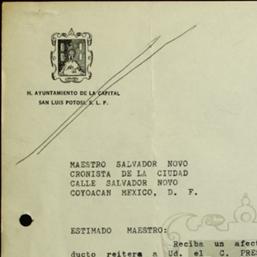 H. AYUNTAMIENTO DE LA CAPITAL
SAN LUIS POTOSI, S. L. P.
MAESTRO SALVADOR NOVO
CRONISTA DE LA CIUDAD
CALLE SALVADOR NOVO
COYOACAN MEXICO, D. F.
ESTIMADO MAESTRO:
Reciba un afect
ducto reitera a Ud. el C. PRES